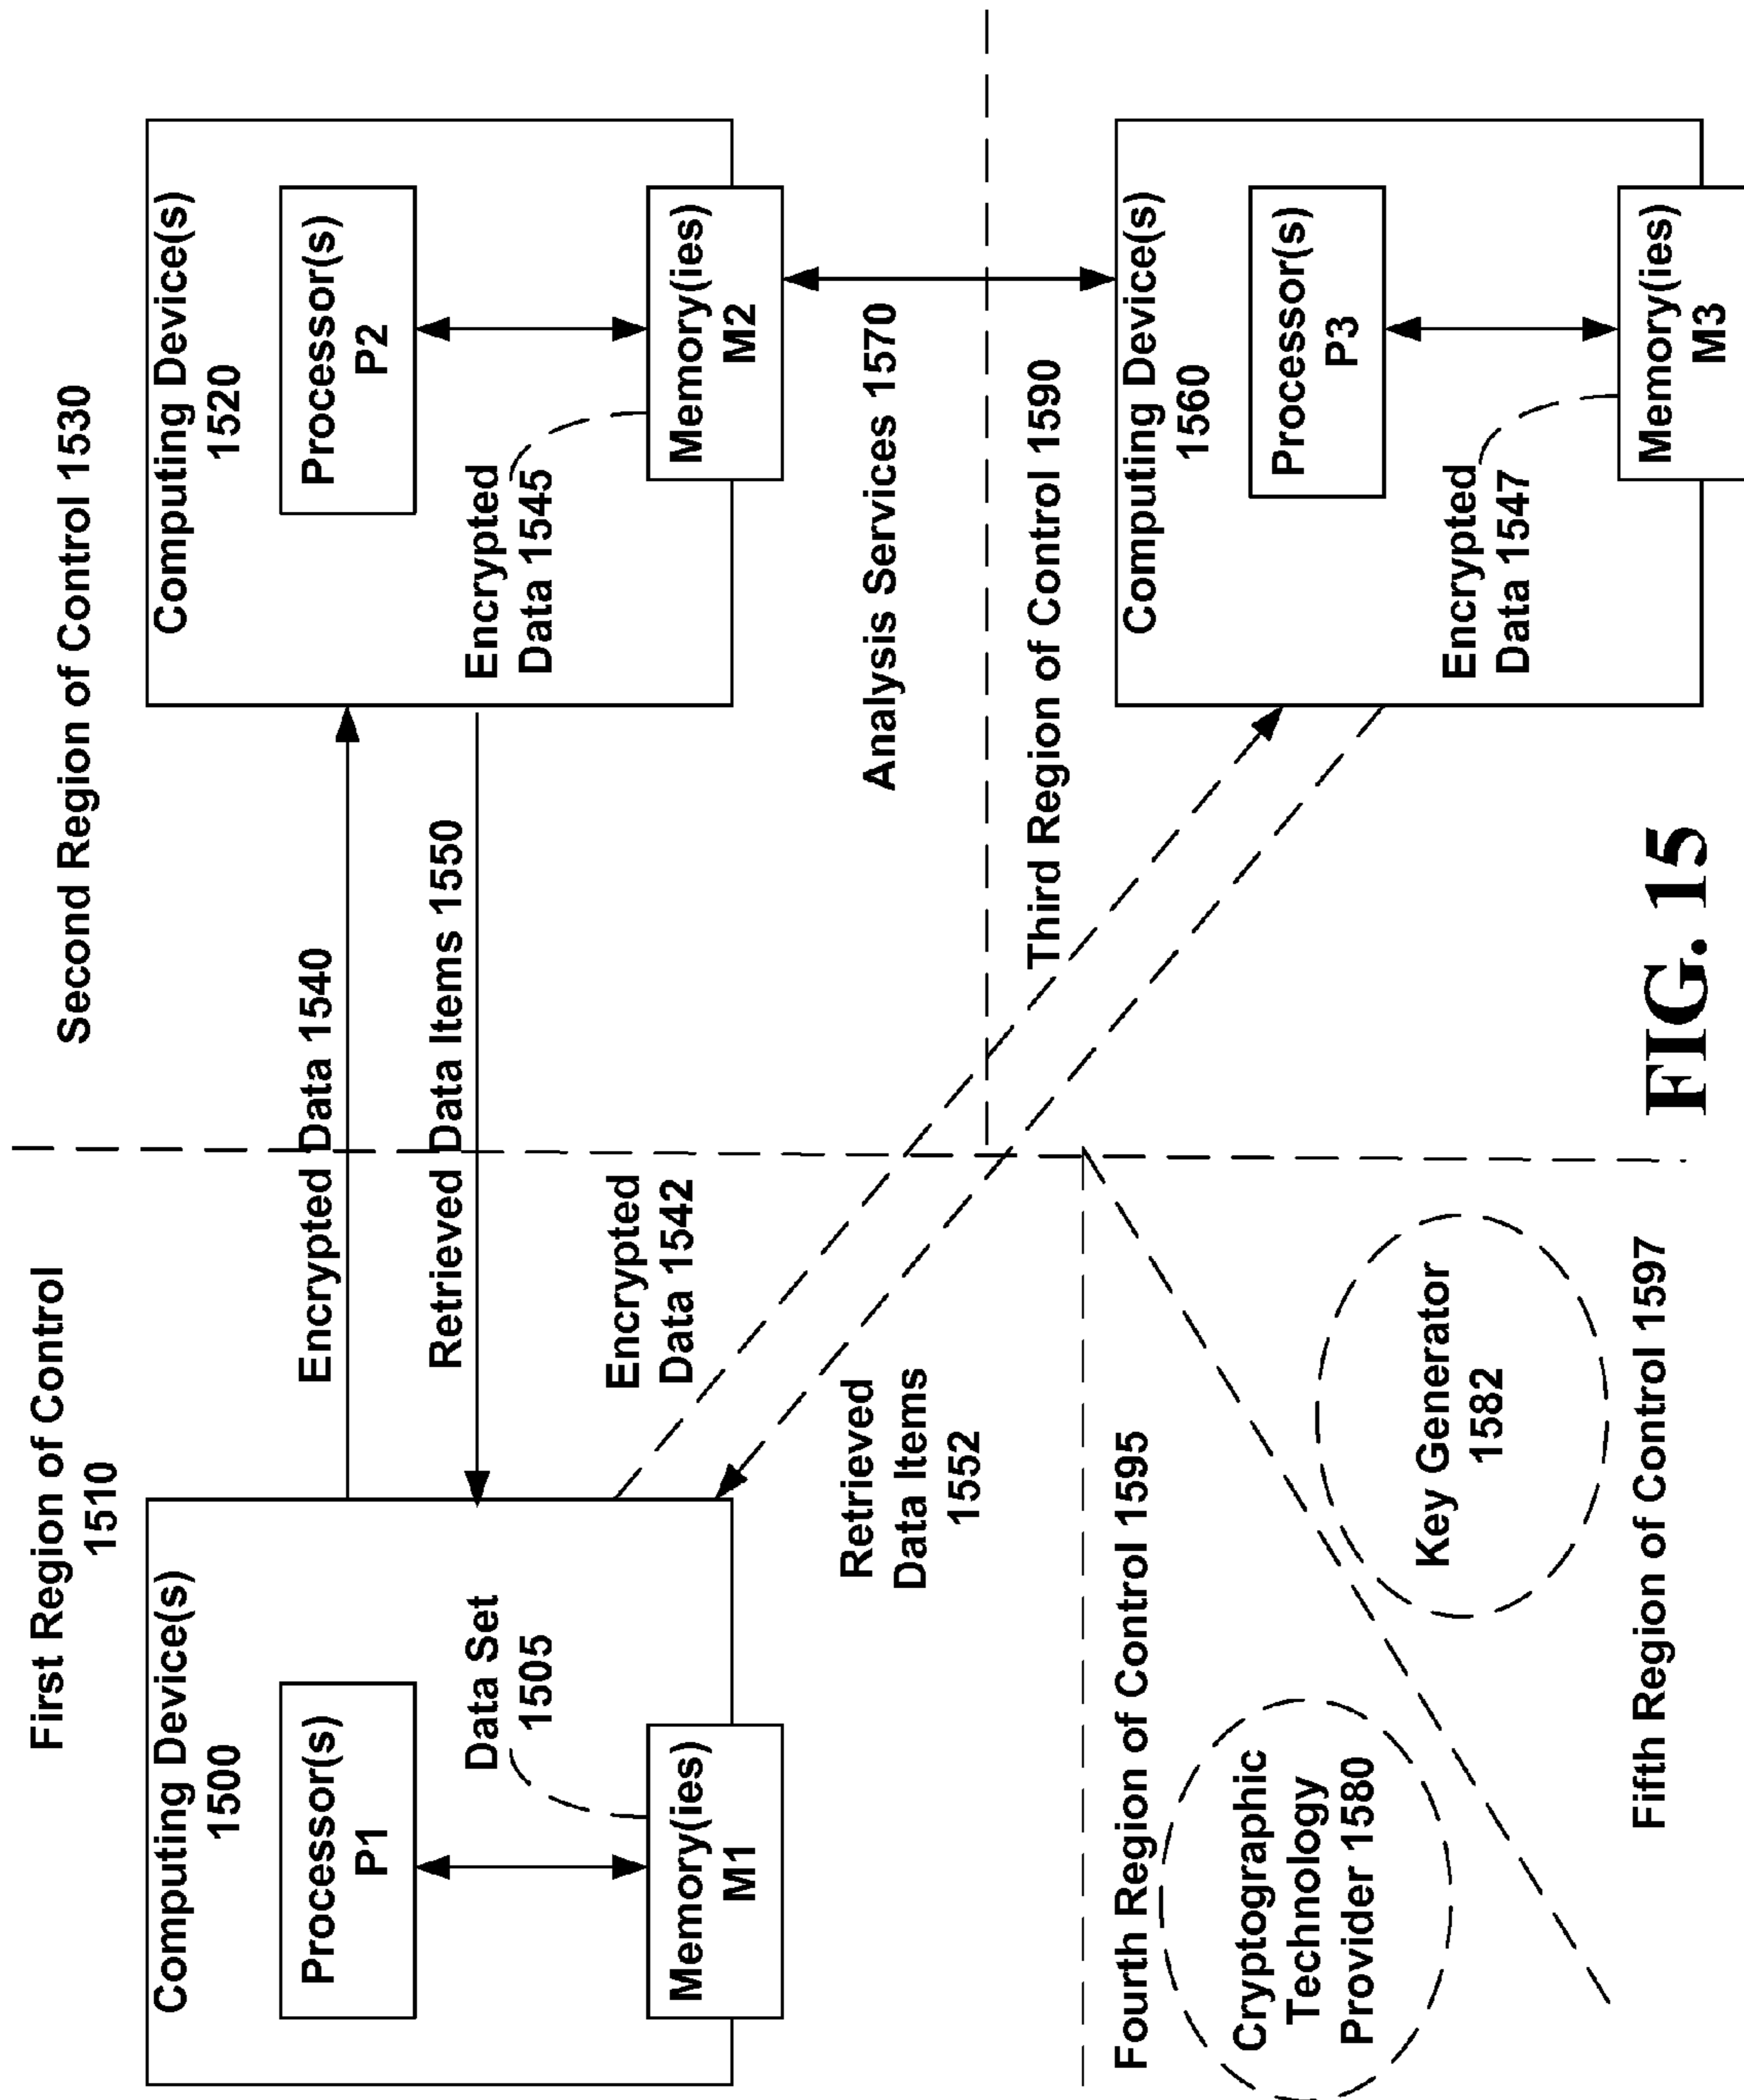 First Region of Control
1510
Computing Device(s)
1500
Processor(s)
P1
Data Set
1505
Memory(ies)
M1
Encrypted Data 1540
Retrieved Data Items 1550
Encrypted
Data 1542
Retrieved
Data Items
1552
Second Region of Control 1530
Computing Device(s)
1520
Processor(s)
P2
Encrypted
Data 1545
Memory(ies)
M2
Analysis Services 1570
Third Region of Control 1590
Computing Device(s)
1560
Processor(s)
P3
Encrypted
Data 1547
Memory(ies)
M3
Fourth Region of Control 1595
Cryptographic
Technology
Provider 1580
Key Generator
1582
Fifth Region of Control 1597
FIG. 15